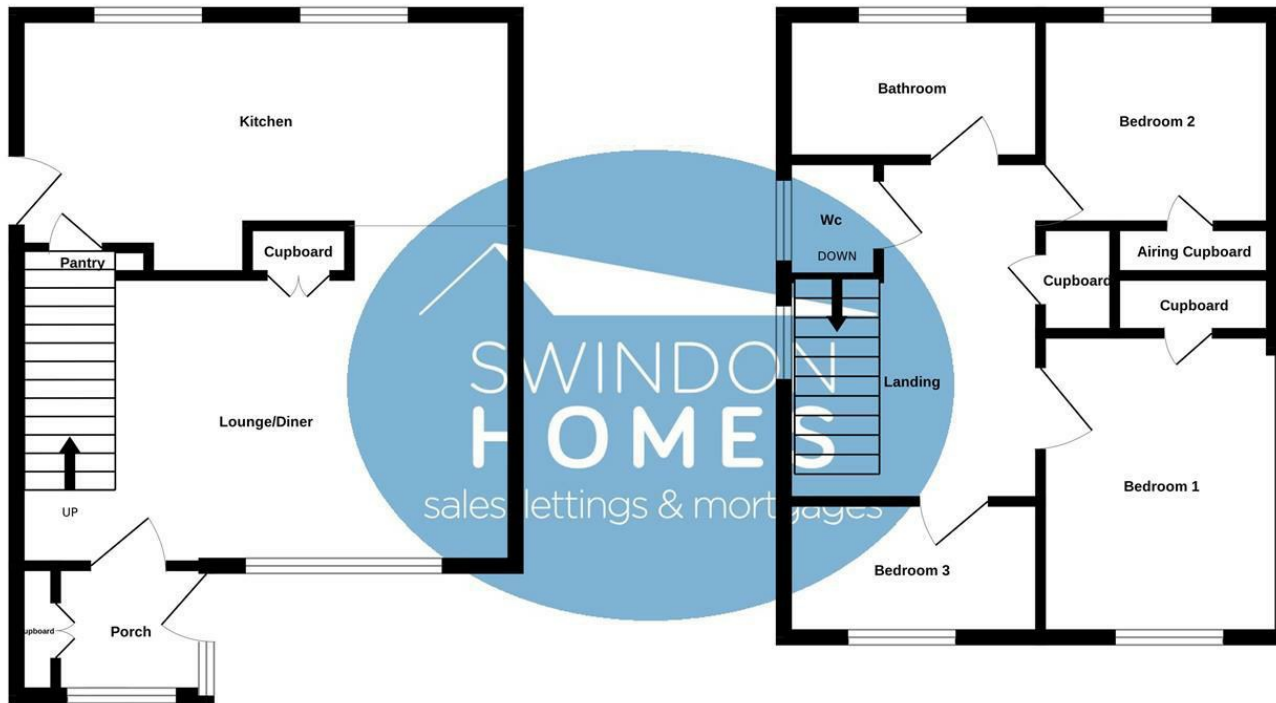 Kitchen
Pantry
Cupboard
Lounge/Diner
UP
Cupboard
Porch
Bathroom
Bedroom 2
Wc
DOWN
Airing Cupboard
Cupboard
Cupboard
Landing
Bedroom 1
Bedroom 3
SWINDON
HOMES
sales lettings & mortgages